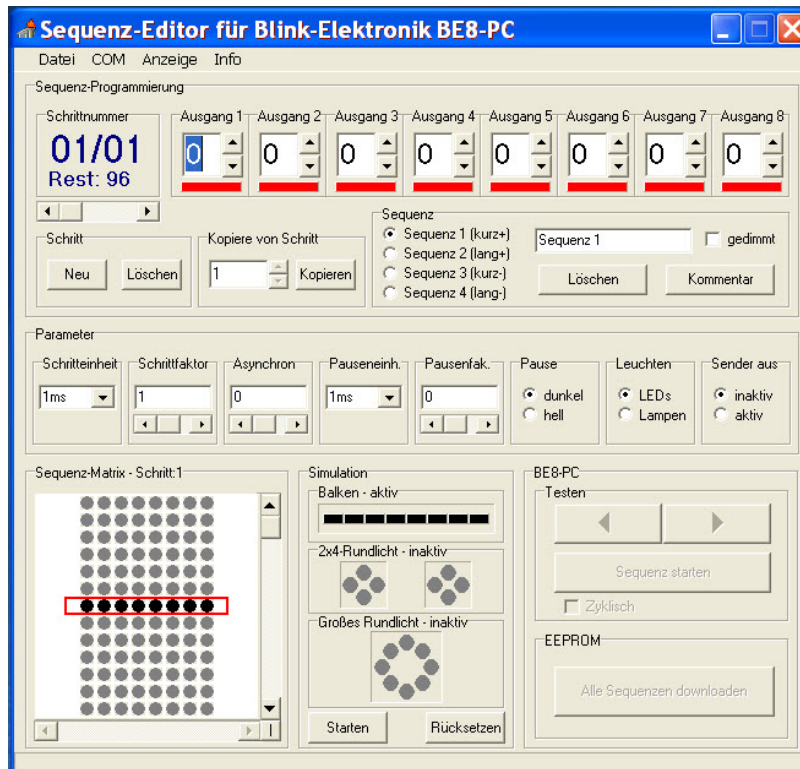 Sequenz-Editor für Blink-Elektronik BE8-PC
Datei COM Anzeige Info
Sequenz-Programmierung
Schrittnummer
01/01
Rest: 96
Ausgang 1 Ausgang 2 Ausgang 3 Ausgang 4 Ausgang 5 Ausgang 6 Ausgang 7 Ausgang 8
0 0 0 0 0 0 0 0
Schritt
Neu Löschen
Kopiere von Schritt
1 Kopieren
Sequenz
Sequenz 1 (kurz+)
Sequenz 2 (lang+)
Sequenz 3 (kurz-)
Sequenz 4 (lang-)
Sequenz 1 gedimmt
Löschen Kommentar
Parameter
Schritteinheit Schrittfaktor Asynchron Pauseneinh. Pausenfak. Pause Leuchten Sender aus
1ms 1 0 1ms 0 dunkel LEDs inaktiv
hell Lampen aktiv
Sequenz-Matrix - Schritt:1
Simulation
Balken - aktiv
2x4-Rundlicht - inaktiv
Großes Rundlicht - inaktiv
Starten Rücksetzen
BE8-PC
Testen
Sequenz starten
Zyklisch
EEPROM
Alle Sequenzen downloaden